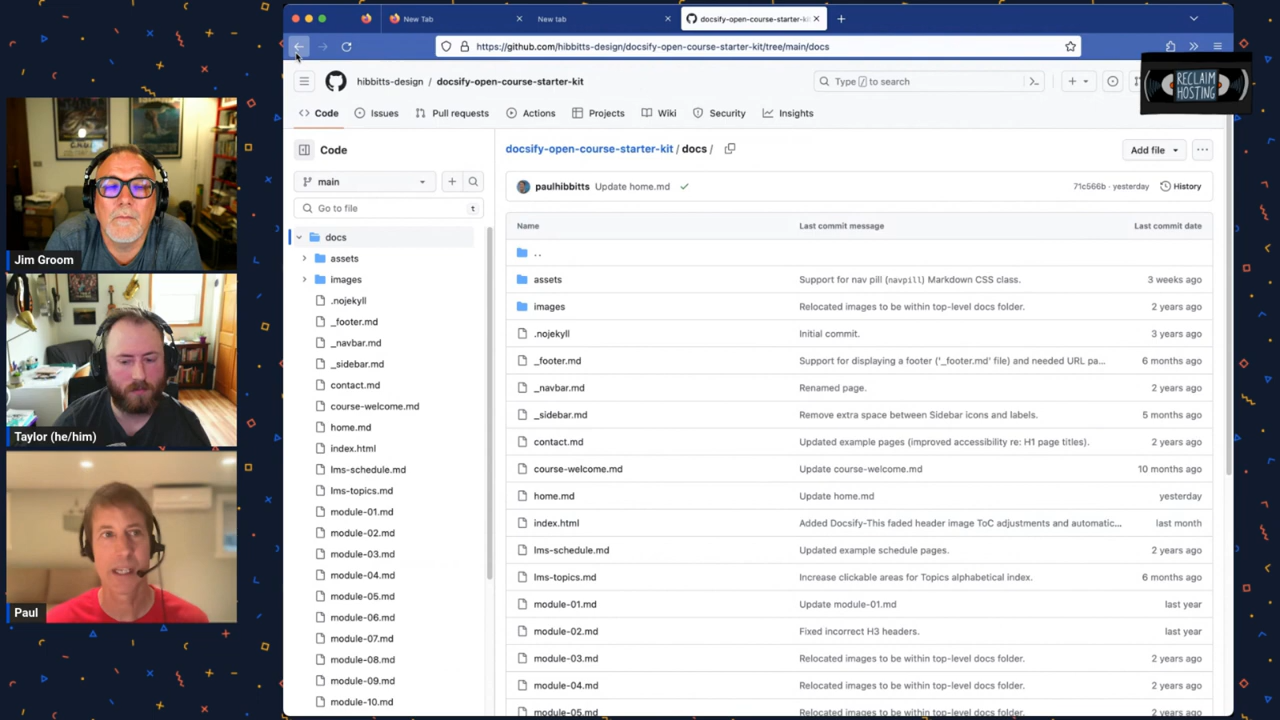 New Tab
New tab
docsify-open-course-starter-ki
https://github.com/hibbitts-design/docsify-open-course-starter-kit/tree/main/docs
hibbitts-design / docsify-open-course-starter-kit
Type / to search
RECLAIM
HOSTING
Code
Issues
Pull requests
Actions
Projects
Wiki
Security
Insights
Code
main
Go to file
t
docs
assets
images
.nojekyll
_footer.md
_navbar.md
_sidebar.md
contact.md
course-welcome.md
home.md
index.html
lms-schedule.md
lms-topics.md
module-01.md
module-02.md
module-03.md
module-04.md
module-05.md
module-06.md
module-07.md
module-08.md
module-09.md
module-10.md
docsify-open-course-starter-kit / docs /
Add file
paulhibbitts Update home.md
71c566b · yesterday
History
Name Last commit message Last commit date
..
assets Support for nav pill (navpill) Markdown CSS class. 3 weeks ago
images Relocated images to be within top-level docs folder. 2 years ago
.nojekyll Initial commit. 3 years ago
_footer.md Support for displaying a footer ('_footer.md' file) and needed URL pa... 6 months ago
_navbar.md Renamed page. 2 years ago
_sidebar.md Remove extra space between Sidebar icons and labels. 5 months ago
contact.md Updated example pages (improved accessibility re: H1 page titles). 2 years ago
course-welcome.md Update course-welcome.md 10 months ago
home.md Update home.md yesterday
index.html Added Docsify-This faded header image ToC adjustments and automatic... last month
lms-schedule.md Updated example schedule pages. 2 years ago
lms-topics.md Increase clickable areas for Topics alphabetical index. 6 months ago
module-01.md Update module-01.md last year
module-02.md Fixed incorrect H3 headers. last year
module-03.md Relocated images to be within top-level docs folder. 2 years ago
module-04.md Relocated images to be within top-level docs folder. 2 years ago
module-05.md Relocated images to be within top-level docs folder. 2 years ago
Jim Groom
Taylor (he/him)
Paul